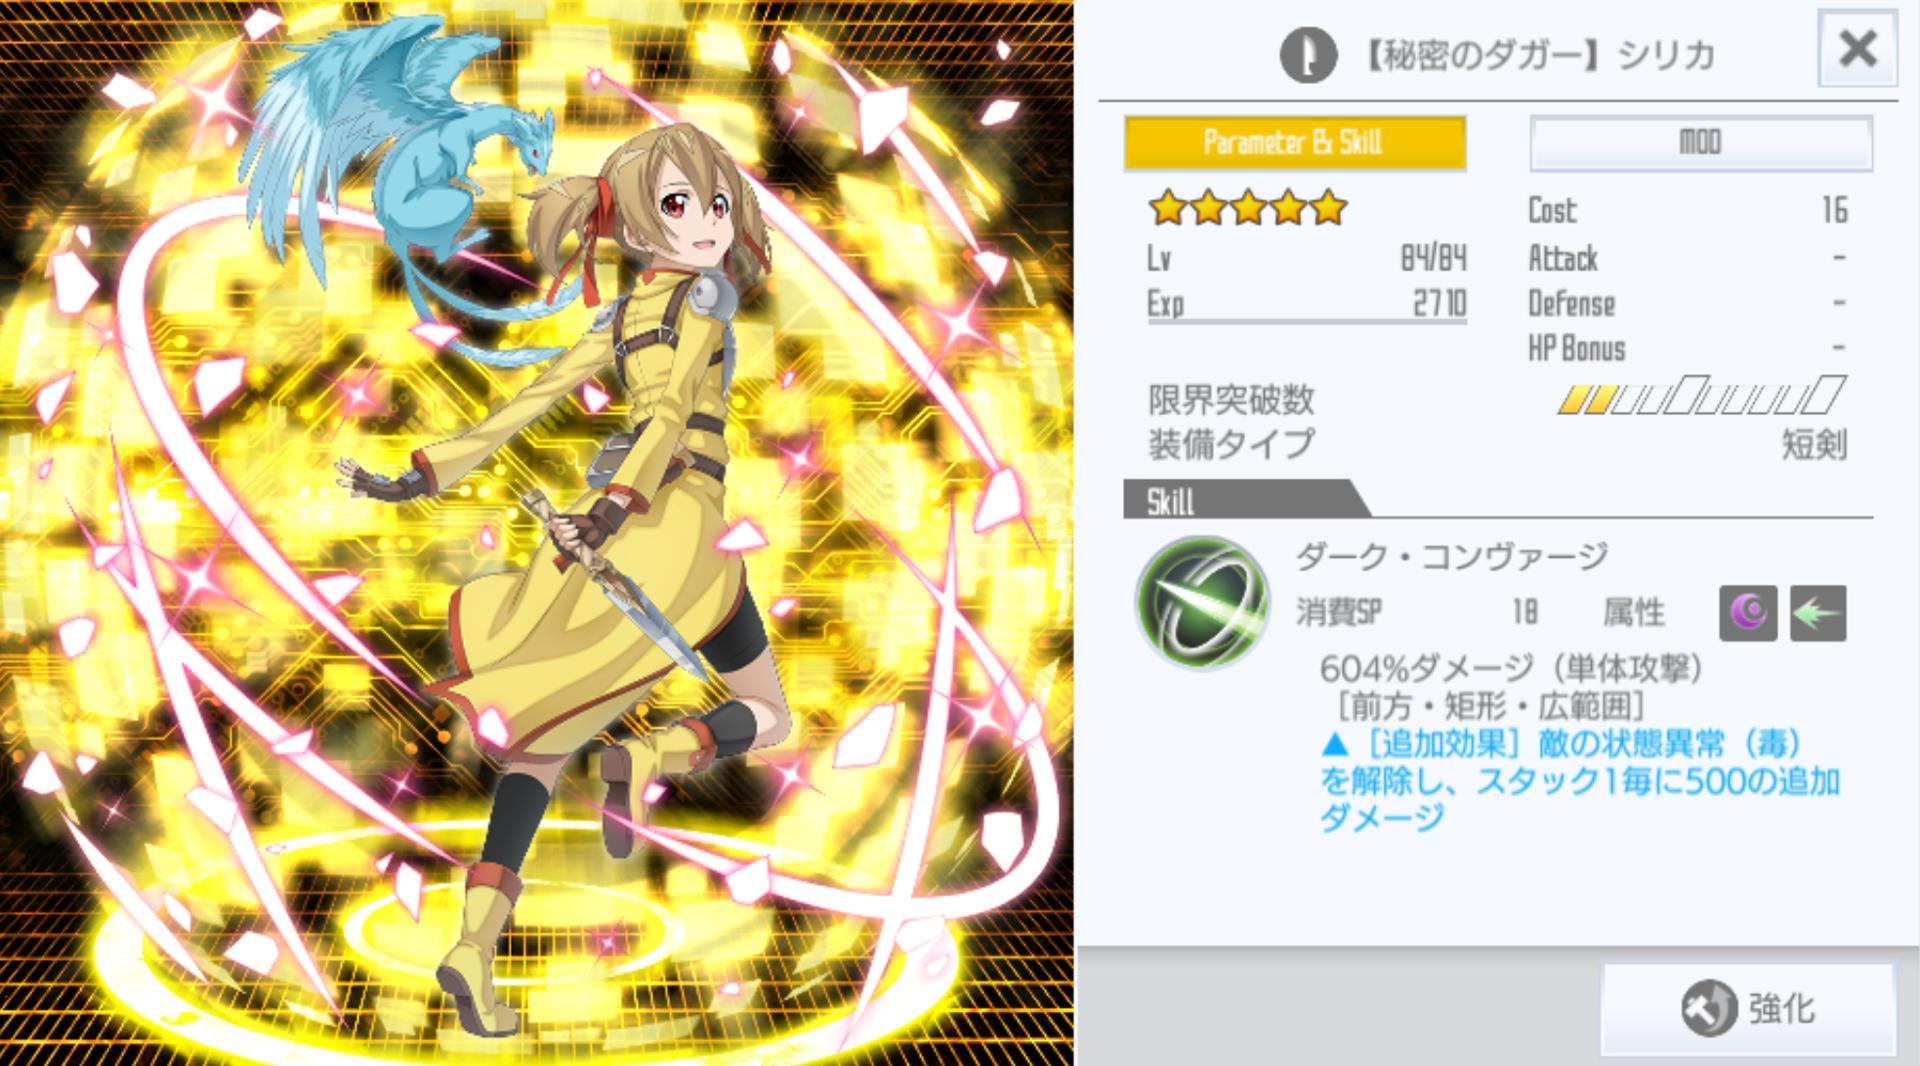 【秘密のダガー】シリカ
Parameter & Skill
MOD
Lv 84/84
Exp 2710
Cost 16
Attack -
Defense -
HP Bonus -
限界突破数
装備タイプ 短剣
Skill
ダーク・コンヴァージ
消費SP 18 属性
604%ダメージ（単体攻撃）
［前方・矩形・広範囲］
▲［追加効果］敵の状態異常（毒）
を解除し、スタック1毎に500の追加
ダメージ
強化